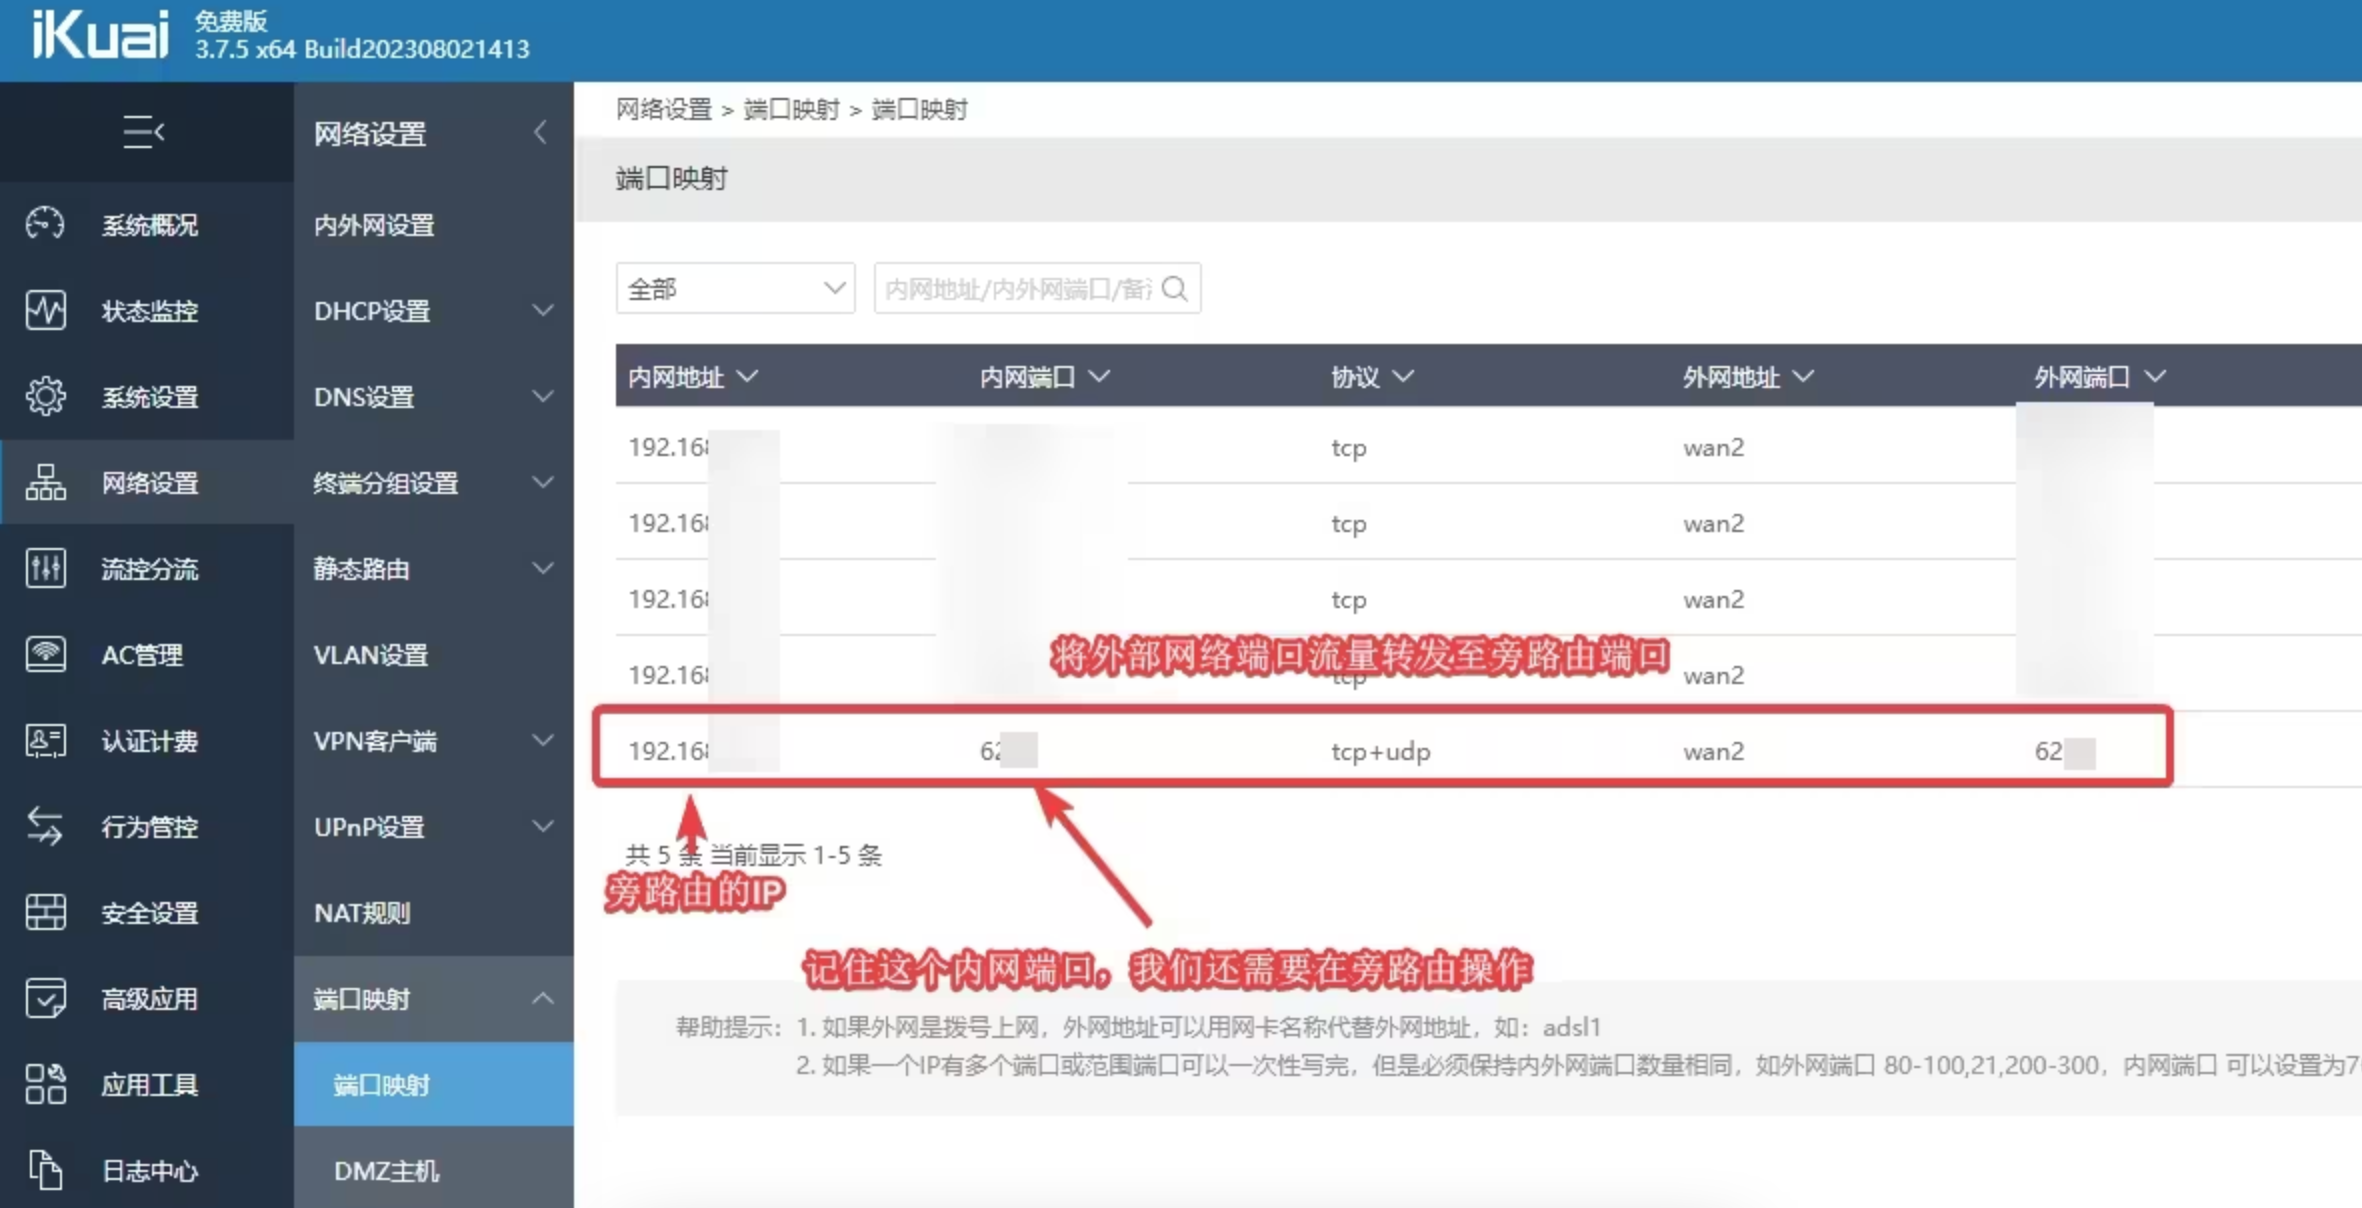 iKuai
免费版
3.7.5 x64 Build202308021413
系统概况
状态监控
系统设置
网络设置
流控分流
AC管理
认证计费
行为管控
安全设置
高级应用
应用工具
日志中心
网络设置
内外网设置
DHCP设置
DNS设置
终端分组设置
静态路由
VLAN设置
VPN客户端
UPnP设置
NAT规则
端口映射
端口映射
DMZ主机
网络设置 > 端口映射 > 端口映射
端口映射
全部 内网地址/内外网端口/备
内网地址 内网端口 协议 外网地址 外网端口
192.16 tcp wan2
192.16 tcp wan2
192.16 tcp wan2
将外部网络端口流量转发至旁路由端口
192.16 tcp wan2
192.16 62 tcp+udp wan2 62
共 5 条 当前显示 1-5 条
旁路由的IP
记住这个内网端口，我们还需要在旁路由操作
帮助提示： 1. 如果外网是拨号上网，外网地址可以用网卡名称代替外网地址，如：adsl1
2. 如果一个IP有多个端口或范围端口可以一次性写完，但是必须保持内外网端口数量相同，如外网端口 80-100,21,200-300，内网端口 可以设置为7